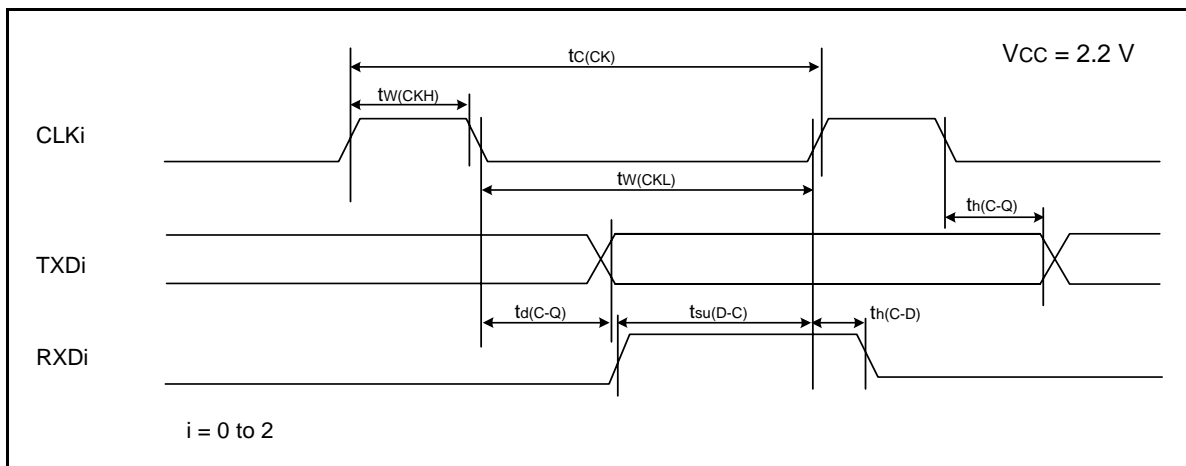 VCC = 2.2 V
tC(CK)
tW(CKH)
CLKi
tW(CKL)
th(C-Q)
TXDi
td(C-Q)
tsu(D-C)
th(C-D)
RXDi
i = 0 to 2